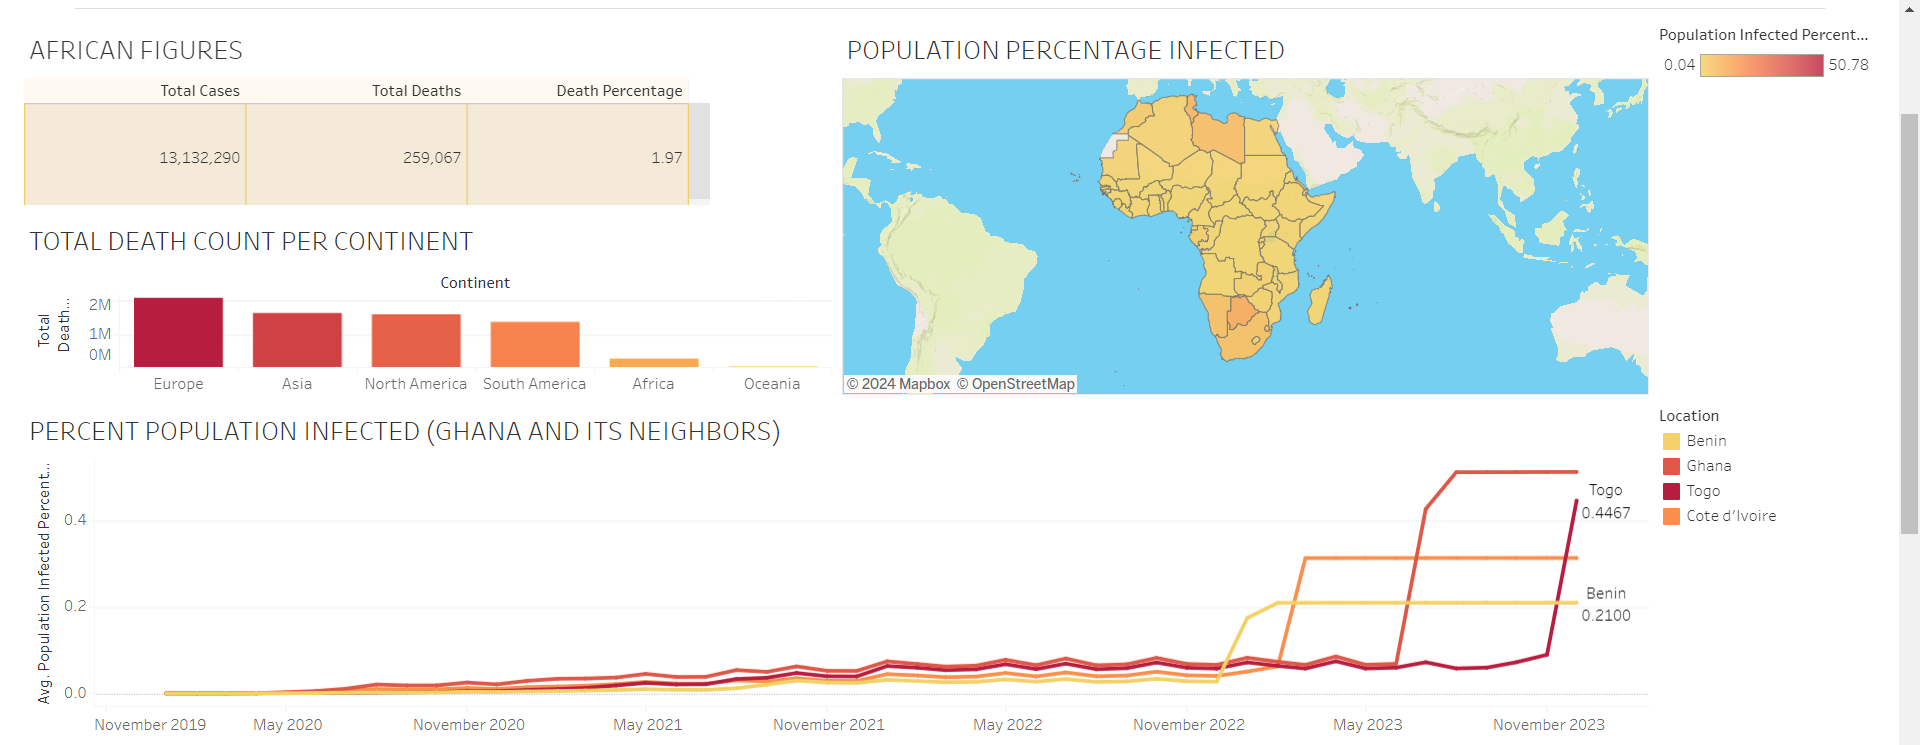 AFRICAN FIGURES
Total Cases Total Deaths Death Percentage
13,132,290 259,067 1.97
TOTAL DEATH COUNT PER CONTINENT
Continent
Total
Death...
2M
1M
0M
Europe Asia North America South America Africa Oceania
POPULATION PERCENTAGE INFECTED
© 2024 Mapbox © OpenStreetMap
Population Infected Percent...
0.04 50.78
PERCENT POPULATION INFECTED (GHANA AND ITS NEIGHBORS)
Avg. Population Infected Percent...
0.4
0.2
0.0
Togo
0.4467
Benin
0.2100
November 2019 May 2020 November 2020 May 2021 November 2021 May 2022 November 2022 May 2023 November 2023
Location
Benin
Ghana
Togo
Cote d'Ivoire